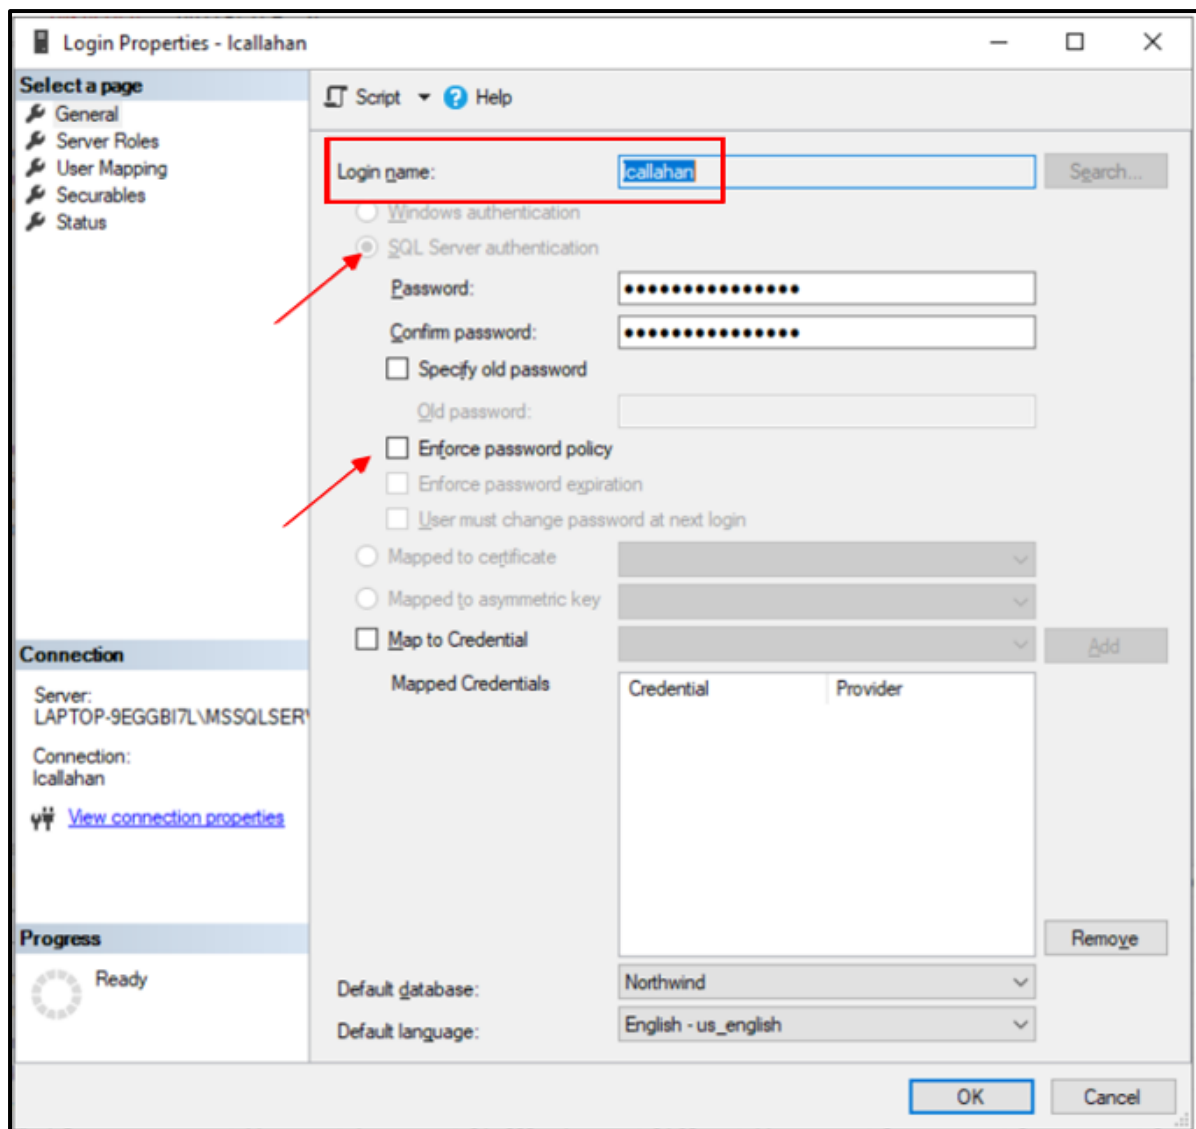 Login Properties - lcallahan
Select a page
General
Server Roles
User Mapping
Securables
Status
Script
Help
Login name:
lcallahan
Search...
Windows authentication
SQL Server authentication
Password:
•••••••••••••••
Confirm password:
•••••••••••••••
Specify old password
Old password:
Enforce password policy
Enforce password expiration
User must change password at next login
Mapped to certificate
Mapped to asymmetric key
Map to Credential
Add
Mapped Credentials
Credential
Provider
Remove
Default database:
Northwind
Default language:
English - us_english
Connection
Server:
LAPTOP-9EGGBI7L\MSSQLSER
Connection:
lcallahan
View connection properties
Progress
Ready
OK
Cancel